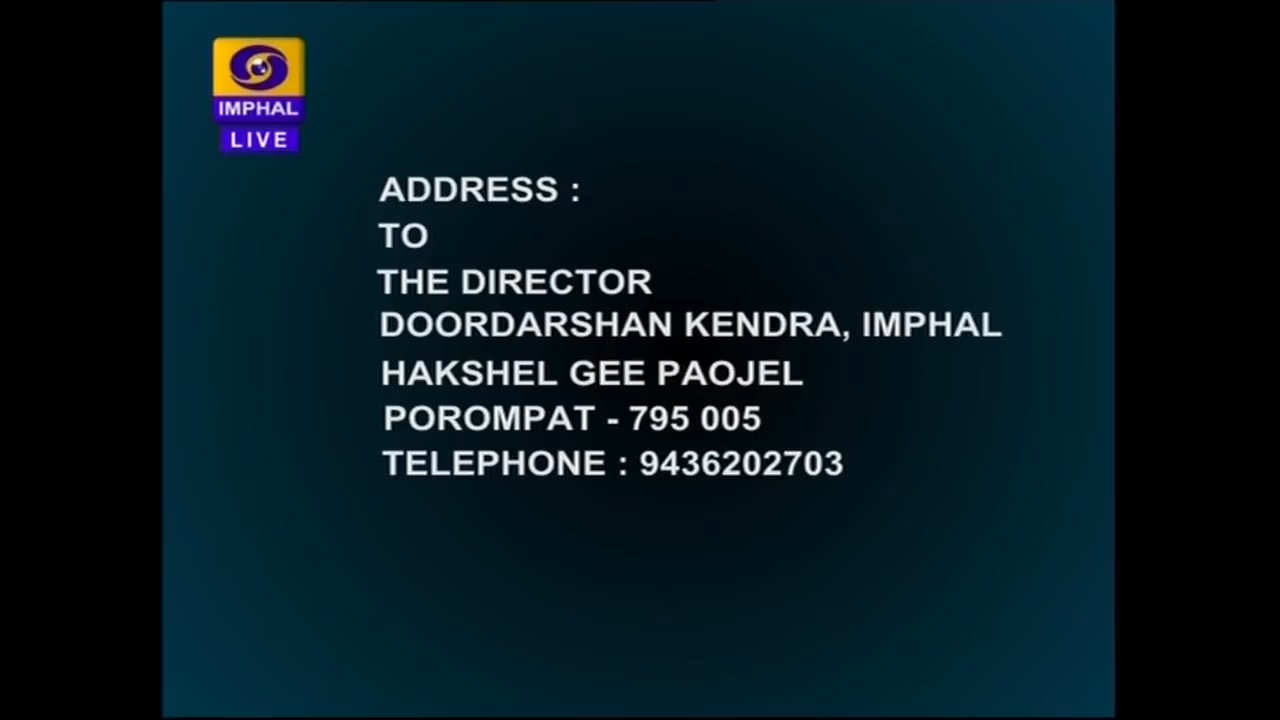 IMPHAL
LIVE
ADDRESS :
TO
THE DIRECTOR
DOORDARSHAN KENDRA, IMPHAL
HAKSHEL GEE PAOJEL
POROMPAT - 795 005
TELEPHONE : 9436202703